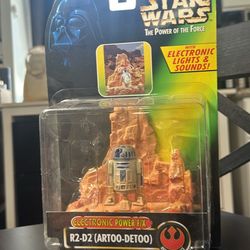 STAR
WARS
THE POWER OF THE FORCE
WITH
ELECTRONIC
LIGHTS &
SOUNDS!
ELECTRONIC POWER F/X
R2-D2 (ARTOO-DETOO)